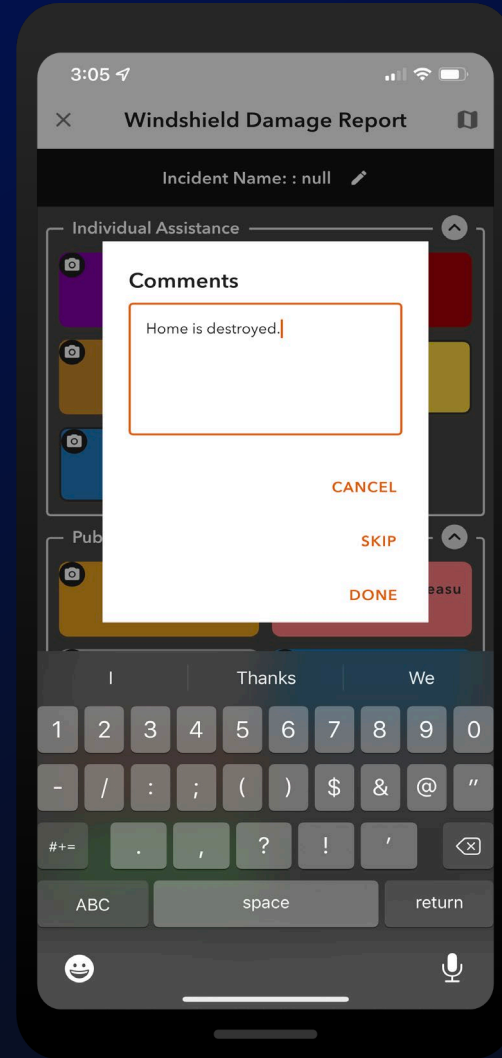 3:05
Windshield Damage Report
Incident Name: : null
Individual Assistance
Comments
Home is destroyed.
CANCEL
Pub
SKIP
DONE
easu
I Thanks We
1 2 3 4 5 6 7 8 9 0
- / : ; ( ) $ & @ "
#+= . , ? ! '
ABC space return